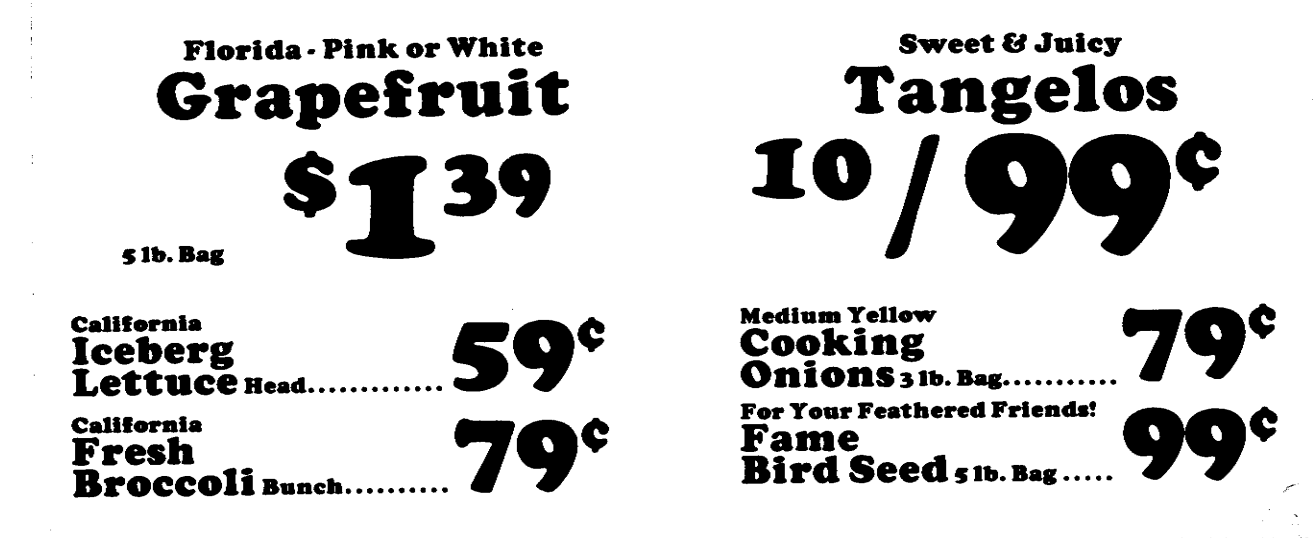 Florida - Pink or White
Grapefruit
$1 39
5 lb. Bag
Sweet & Juicy
Tangelos
10/99¢
California
Iceberg
Lettuce Head............. 59¢
California
Fresh
Broccoli Bunch.......... 79¢
Medium Yellow
Cooking
Onions 3 lb. Bag........... 79¢
For Your Feathered Friends!
Fame
Bird Seed 5 lb. Bag ..... 99¢